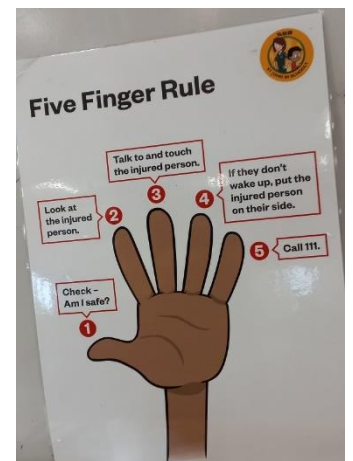 Five Finger Rule
Check –
Am I safe?
1
Look at
the injured
person.
2
Talk to and touch
the injured person.
3
If they don't
wake up, put the
injured person
on their side.
4
Call 111.
5